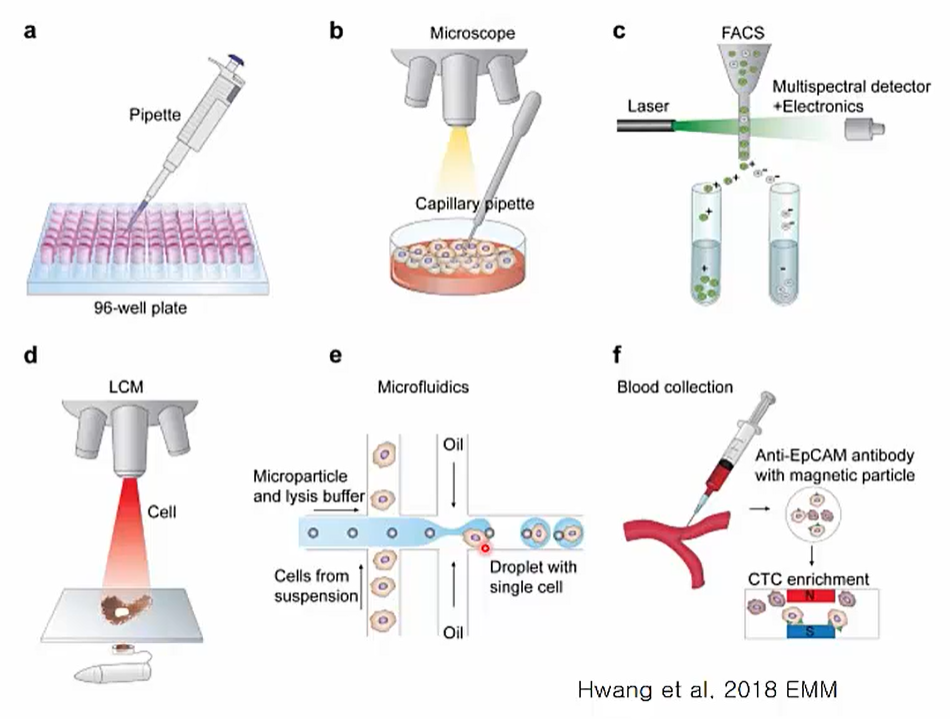 a
Pipette
96-well plate
b
Microscope
Capillary pipette
c
FACS
Laser
Multispectral detector
+Electronics
+
+
+
-
-
+
+
-
-
-
d
LCM
Cell
e
Microfluidics
Oil
Microparticle
and lysis buffer
Cells from
suspension
Droplet with
single cell
Oil
f
Blood collection
Anti-EpCAM antibody
with magnetic particle
CTC enrichment
N
S
Hwang et al, 2018 EMM